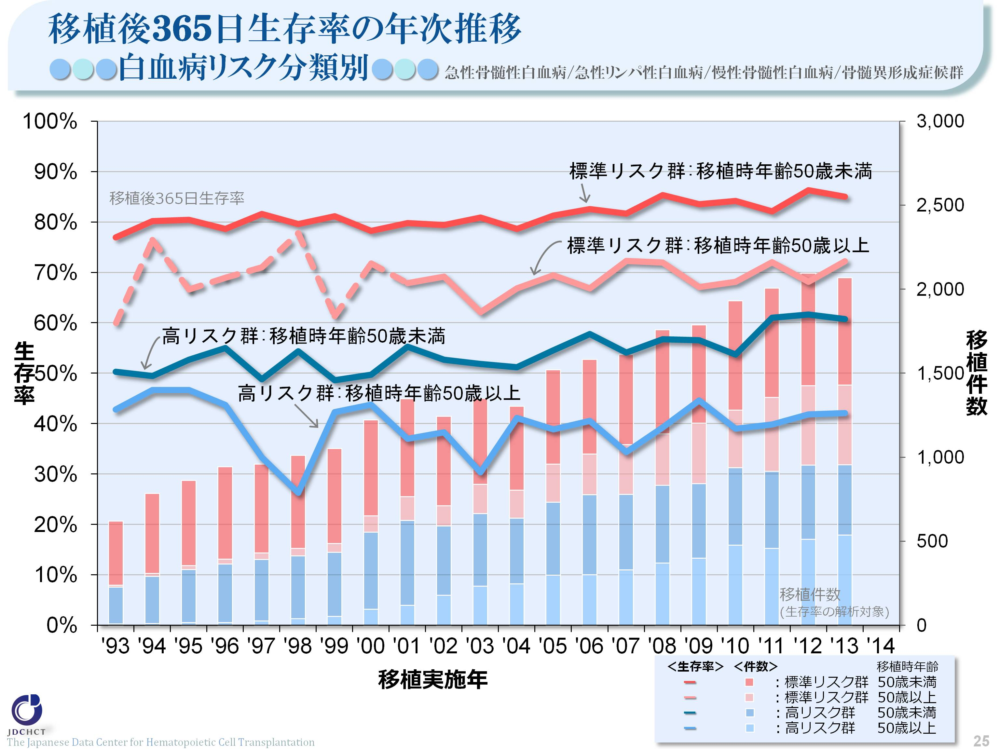 移植後365日生存率の年次推移
白血病リスク分類別 急性骨髄性白血病/急性リンパ性白血病/慢性骨髄性白血病/骨髄異形成症候群
100%
90%
80%
70%
60%
50%
40%
30%
20%
10%
0%
生存率
3,000
2,500
2,000
1,500
1,000
500
0
移植件数
移植後365日生存率
標準リスク群:移植時年齢50歳未満
標準リスク群:移植時年齢50歳以上
高リスク群:移植時年齢50歳未満
高リスク群:移植時年齢50歳以上
移植件数
(生存率の解析対象)
'93 '94 '95 '96 '97 '98 '99 '00 '01 '02 '03 '04 '05 '06 '07 '08 '09 '10 '11 '12 '13 '14
移植実施年
<生存率> <件数> 移植時年齢
:標準リスク群 50歳未満
:標準リスク群 50歳以上
:高リスク群 50歳未満
:高リスク群 50歳以上
JDCHCT
The Japanese Data Center for Hematopoietic Cell Transplantation
25